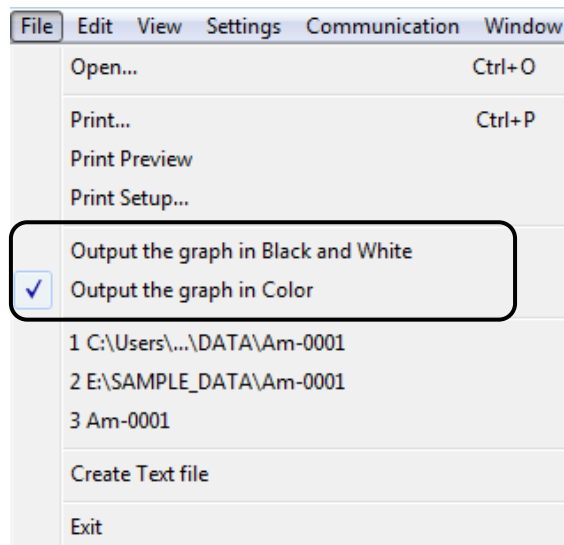 File Edit View Settings Communication Window
Open... Ctrl+O
Print... Ctrl+P
Print Preview
Print Setup...
Output the graph in Black and White
Output the graph in Color
1 C:\Users\...\DATA\Am-0001
2 E:\SAMPLE_DATA\Am-0001
3 Am-0001
Create Text file
Exit